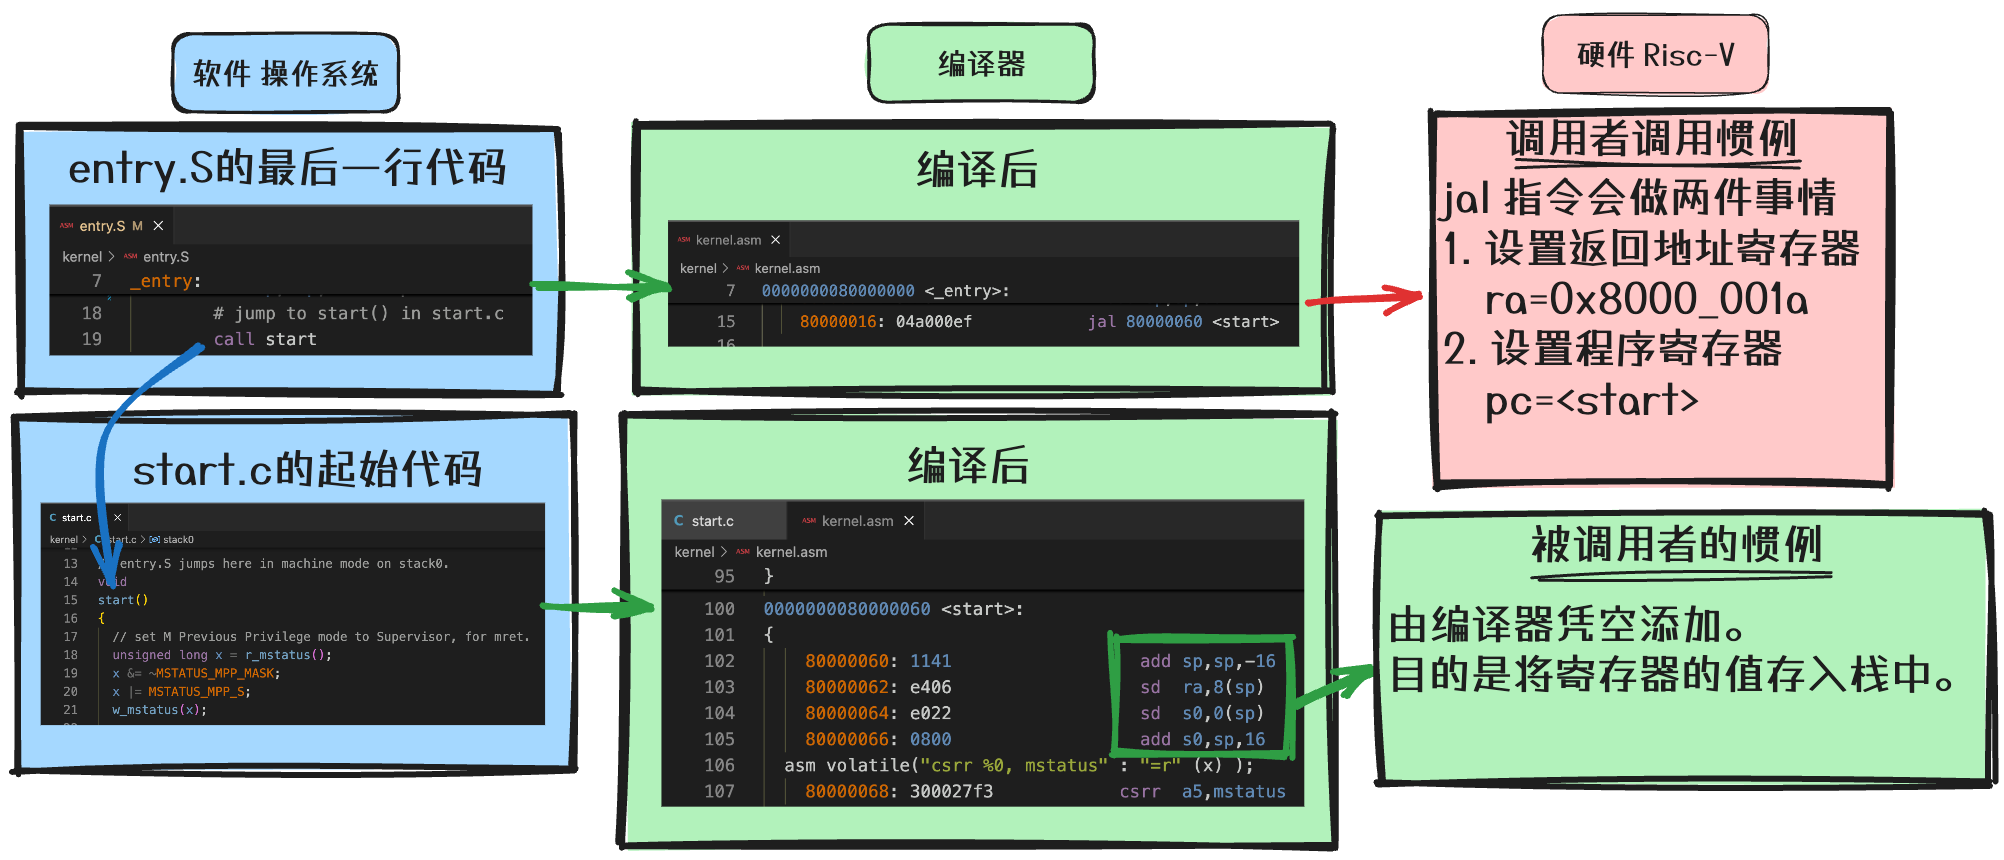 软件 操作系统
编译器
硬件 Risc-V
entry.S的最后一行代码
ASM entry.S M ×
kernel > ASM entry.S
7 _entry:
18 # jump to start() in start.c
19 call start
编译后
ASM kernel.asm ×
kernel > ASM kernel.asm
7 0000000080000000 <_entry>:
15 80000016: 04a000ef jal 80000060 <start>
16
调用者调用惯例
jal 指令会做两件事情
1. 设置返回地址寄存器
ra=0x8000_001a
2. 设置程序寄存器
pc=<start>
start.c的起始代码
C start.c ×
kernel > C start.c > stack0
13 entry.S jumps here in machine mode on stack0.
14 void
15 start()
16 {
17 // set M Previous Privilege mode to Supervisor, for mret.
18 unsigned long x = r_mstatus();
19 x &= ~MSTATUS_MPP_MASK;
20 x |= MSTATUS_MPP_S;
21 w_mstatus(x);
编译后
C start.c ASM kernel.asm ×
kernel > ASM kernel.asm
95 }
100 0000000080000060 <start>:
101 {
102 80000060: 1141 add sp,sp,-16
103 80000062: e406 sd ra,8(sp)
104 80000064: e022 sd s0,0(sp)
105 80000066: 0800 add s0,sp,16
106 asm volatile("csrr %0, mstatus" : "=r" (x) );
107 80000068: 300027f3 csrr a5,mstatus
被调用者的惯例
由编译器凭空添加。
目的是将寄存器的值存入栈中。